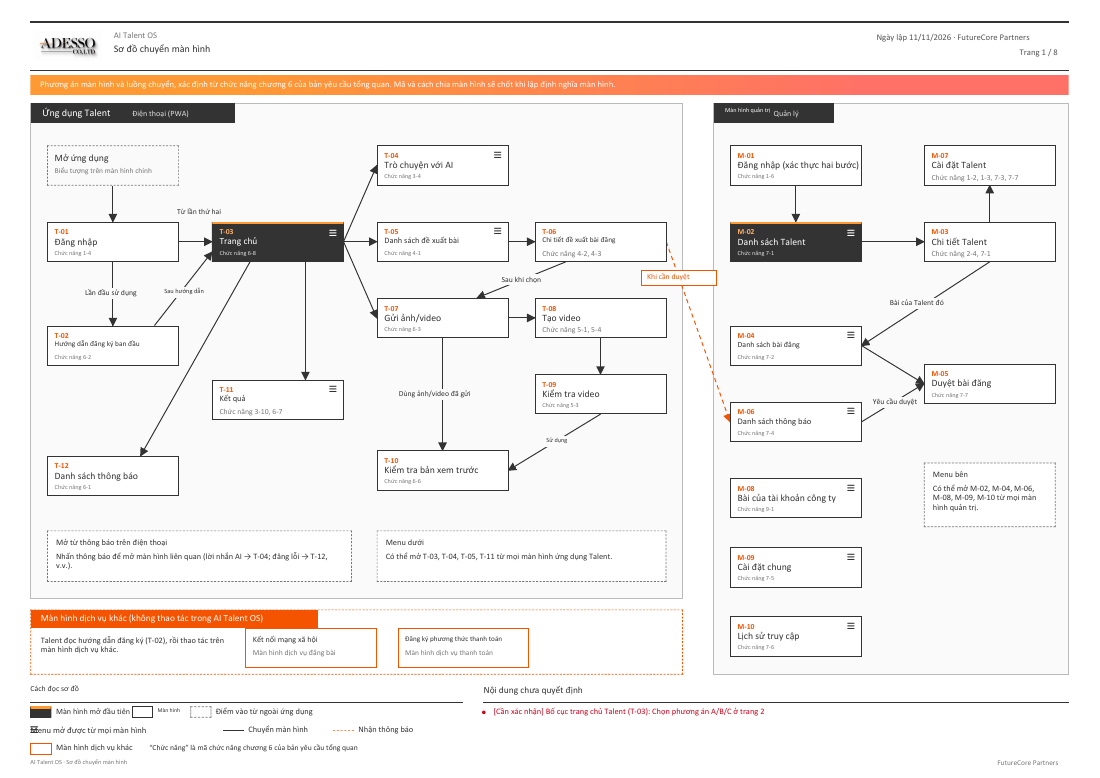 ADESSO
CO.,LTD
AI Talent OS
Sơ đồ chuyển màn hình
Ngày lập 11/11/2026 · FutureCore Partners
Trang 1 / 8
Phương án màn hình và luồng chuyển, xác định từ chức năng chương 6 của bản yêu cầu tổng quan. Mã và cách chia màn hình sẽ chốt khi lập định nghĩa màn hình.
Ứng dụng Talent
Điện thoại (PWA)
Mở ứng dụng
Biểu tượng trên màn hình chính
T-04
Trò chuyện với AI
Chức năng 3-4
Từ lần thứ hai
T-01
Đăng nhập
Chức năng 1-4
T-03
Trang chủ
Chức năng 6-8
T-05
Danh sách đề xuất bài
Chức năng 4-1
T-06
Chi tiết đề xuất bài đăng
Chức năng 4-2, 4-3
Khi cần duyệt
Sau khi chọn
Lần đầu sử dụng
Sau hướng dẫn
T-07
Gửi ảnh/video
Chức năng 6-3
T-08
Tạo video
Chức năng 5-1, 5-4
T-02
Hướng dẫn đăng ký ban đầu
Chức năng 6-2
T-11
Kết quả
Chức năng 3-10, 6-7
Dùng ảnh/video đã gửi
T-09
Kiểm tra video
Chức năng 5-3
Sử dụng
T-12
Danh sách thông báo
Chức năng 6-1
T-10
Kiểm tra bản xem trước
Chức năng 6-6
Mở từ thông báo trên điện thoại
Nhấn thông báo để mở màn hình liên quan (lời nhắn AI → T-04; đăng lỗi → T-12,
v.v.).
Menu dưới
Có thể mở T-03, T-04, T-05, T-11 từ mọi màn hình ứng dụng Talent.
Màn hình quản trị
Quản lý
M-01
Đăng nhập (xác thực hai bước)
Chức năng 1-6
M-07
Cài đặt Talent
Chức năng 1-2, 1-3, 7-3, 7-7
M-02
Danh sách Talent
Chức năng 7-1
M-03
Chi tiết Talent
Chức năng 2-4, 7-1
Bài của Talent đó
M-04
Danh sách bài đăng
Chức năng 7-2
M-05
Duyệt bài đăng
Chức năng 7-7
Yêu cầu duyệt
M-06
Danh sách thông báo
Chức năng 7-4
Menu bên
Có thể mở M-02, M-04, M-06,
M-08, M-09, M-10 từ mọi màn
hình quản trị.
M-08
Bài của tài khoản công ty
Chức năng 9-1
M-09
Cài đặt chung
Chức năng 7-5
M-10
Lịch sử truy cập
Chức năng 7-6
Màn hình dịch vụ khác (không thao tác trong AI Talent OS)
Talent đọc hướng dẫn đăng ký (T-02), rồi thao tác trên
màn hình dịch vụ khác.
Kết nối mạng xã hội
Màn hình dịch vụ đăng bài
Đăng ký phương thức thanh toán
Màn hình dịch vụ thanh toán
Cách đọc sơ đồ
Màn hình mở đầu tiên
Màn hình
Điểm vào từ ngoài ứng dụng
Menu mở được từ mọi màn hình
Chuyển màn hình
Nhận thông báo
Màn hình dịch vụ khác
"Chức năng" là mã chức năng chương 6 của bản yêu cầu tổng quan
Nội dung chưa quyết định
• [Cần xác nhận] Bố cục trang chủ Talent (T-03): Chọn phương án A/B/C ở trang 2
AI Talent OS · Sơ đồ chuyển màn hình
FutureCore Partners